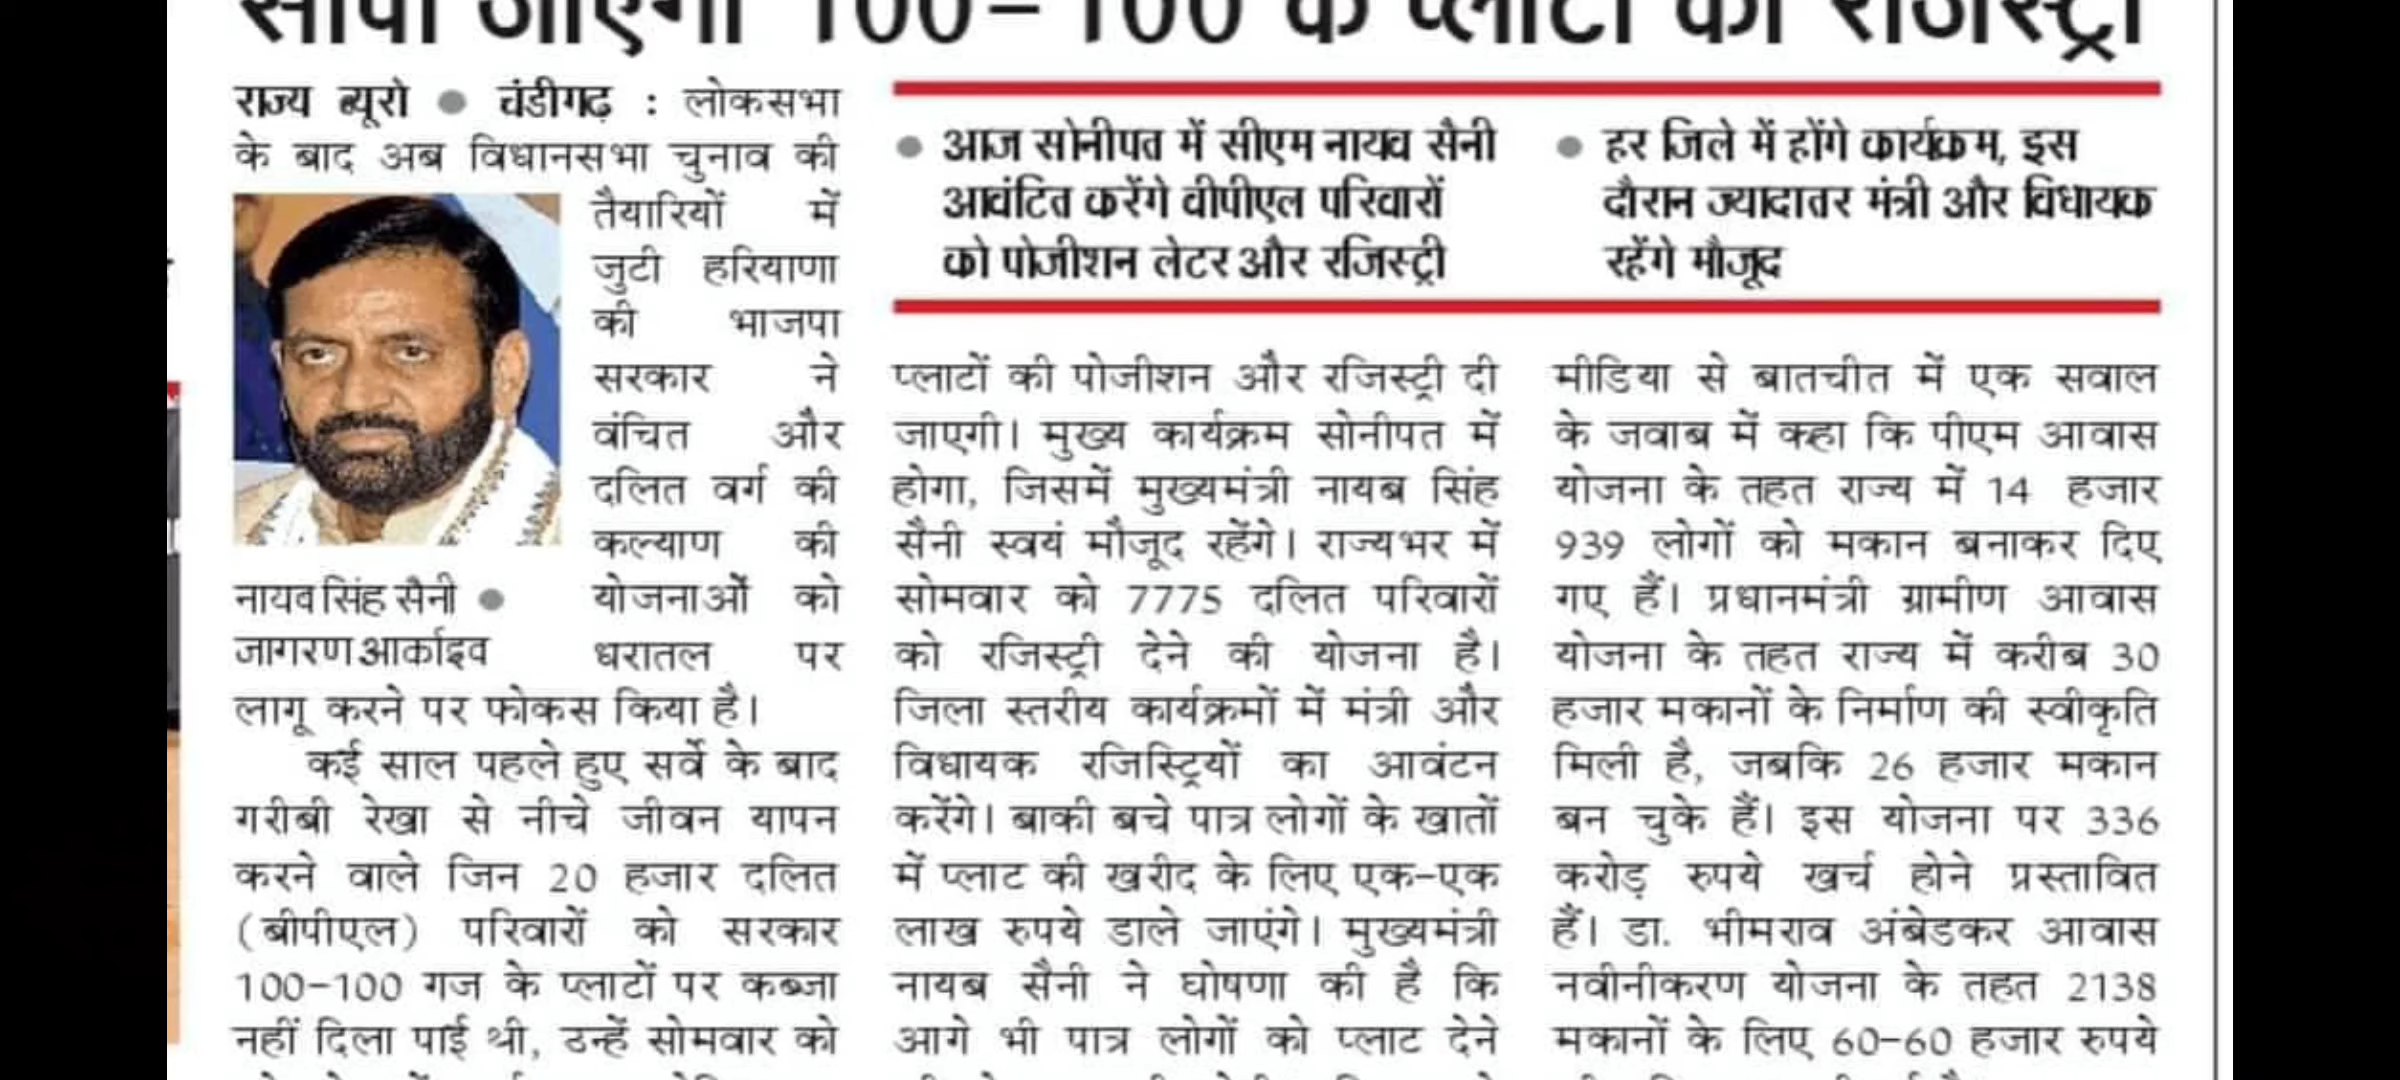 सौंपी जाएगी 100-100 के प्लाटों की रजिस्ट्री
राज्य ब्यूरो ● चंडीगढ़ : लोकसभा
के बाद अब विधानसभा चुनाव की
तैयारियों में
जुटी हरियाणा
की भाजपा
सरकार ने
वंचित और
दलित वर्ग की
कल्याण की
योजनाओं को
धरातल पर
नायब सिंह सैनी ●
जागरण आर्काइव
लागू करने पर फोकस किया है।
कई साल पहले हुए सर्वे के बाद
गरीबी रेखा से नीचे जीवन यापन
करने वाले जिन 20 हजार दलित
(बीपीएल) परिवारों को सरकार
100-100 गज के प्लाटों पर कब्जा
नहीं दिला पाई थी, उन्हें सोमवार को
● आज सोनीपत में सीएम नायब सैनी
आवंटित करेंगे बीपीएल परिवारों
को पोजीशन लेटर और रजिस्ट्री
● हर जिले में होंगे कार्यक्रम, इस
दौरान ज्यादातर मंत्री और विधायक
रहेंगे मौजूद
प्लाटों की पोजीशन और रजिस्ट्री दी
जाएगी। मुख्य कार्यक्रम सोनीपत में
होगा, जिसमें मुख्यमंत्री नायब सिंह
सैनी स्वयं मौजूद रहेंगे। राज्यभर में
सोमवार को 7775 दलित परिवारों
को रजिस्ट्री देने की योजना है।
जिला स्तरीय कार्यक्रमों में मंत्री और
विधायक रजिस्ट्रियों का आवंटन
करेंगे। बाकी बचे पात्र लोगों के खातों
में प्लाट की खरीद के लिए एक-एक
लाख रुपये डाले जाएंगे। मुख्यमंत्री
नायब सैनी ने घोषणा की है कि
आगे भी पात्र लोगों को प्लाट देने
मीडिया से बातचीत में एक सवाल
के जवाब में कहा कि पीएम आवास
योजना के तहत राज्य में 14 हजार
939 लोगों को मकान बनाकर दिए
गए हैं। प्रधानमंत्री ग्रामीण आवास
योजना के तहत राज्य में करीब 30
हजार मकानों के निर्माण की स्वीकृति
मिली है, जबकि 26 हजार मकान
बन चुके हैं। इस योजना पर 336
करोड़ रुपये खर्च होने प्रस्तावित
हैं। डा. भीमराव अंबेडकर आवास
नवीनीकरण योजना के तहत 2138
मकानों के लिए 60-60 हजार रुपये